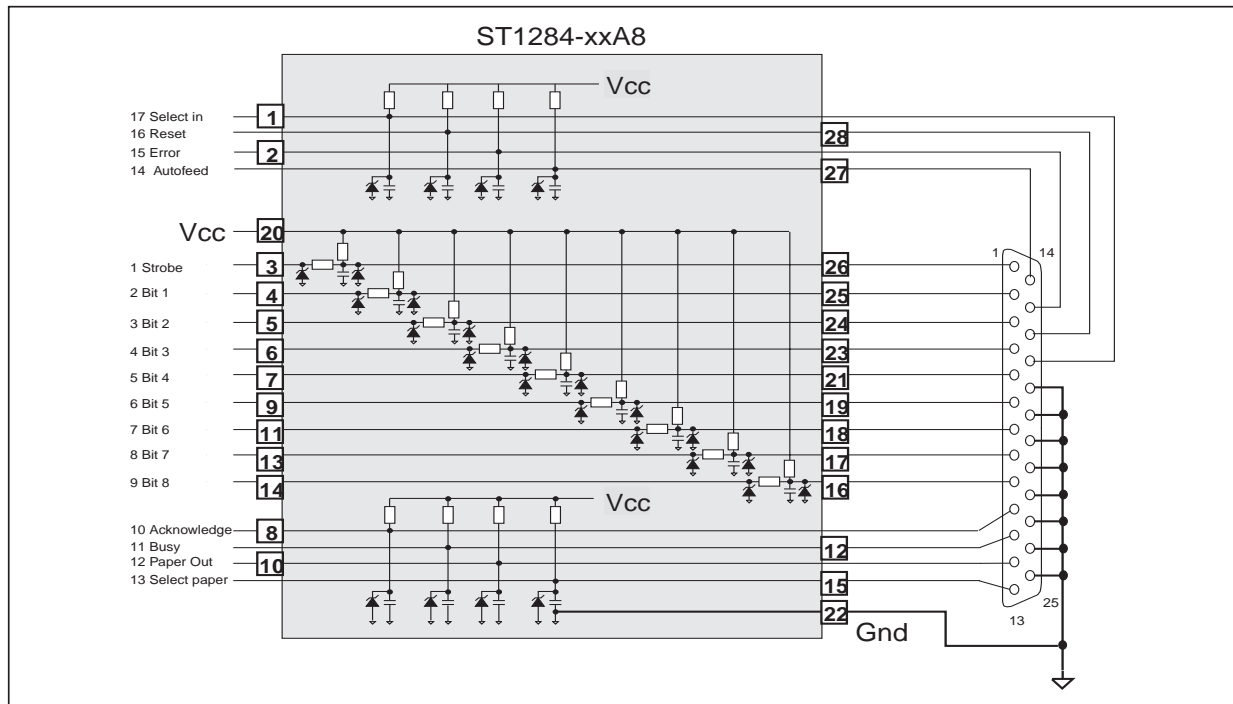 ST1284-xxA8
Vcc
17 Select in 1
16 Reset 28
15 Error 2
14 Autofeed 27
Vcc 20
1 14
1 Strobe 3 26
2 Bit 1 4 25
3 Bit 2 5 24
4 Bit 3 6 23
5 Bit 4 7 21
6 Bit 5 9 19
7 Bit 6 11 18
8 Bit 7 13 17
9 Bit 8 14 16
Vcc
10 Acknowledge 8
11 Busy 12
12 Paper Out 10
13 Select paper 15
13 25
22
Gnd